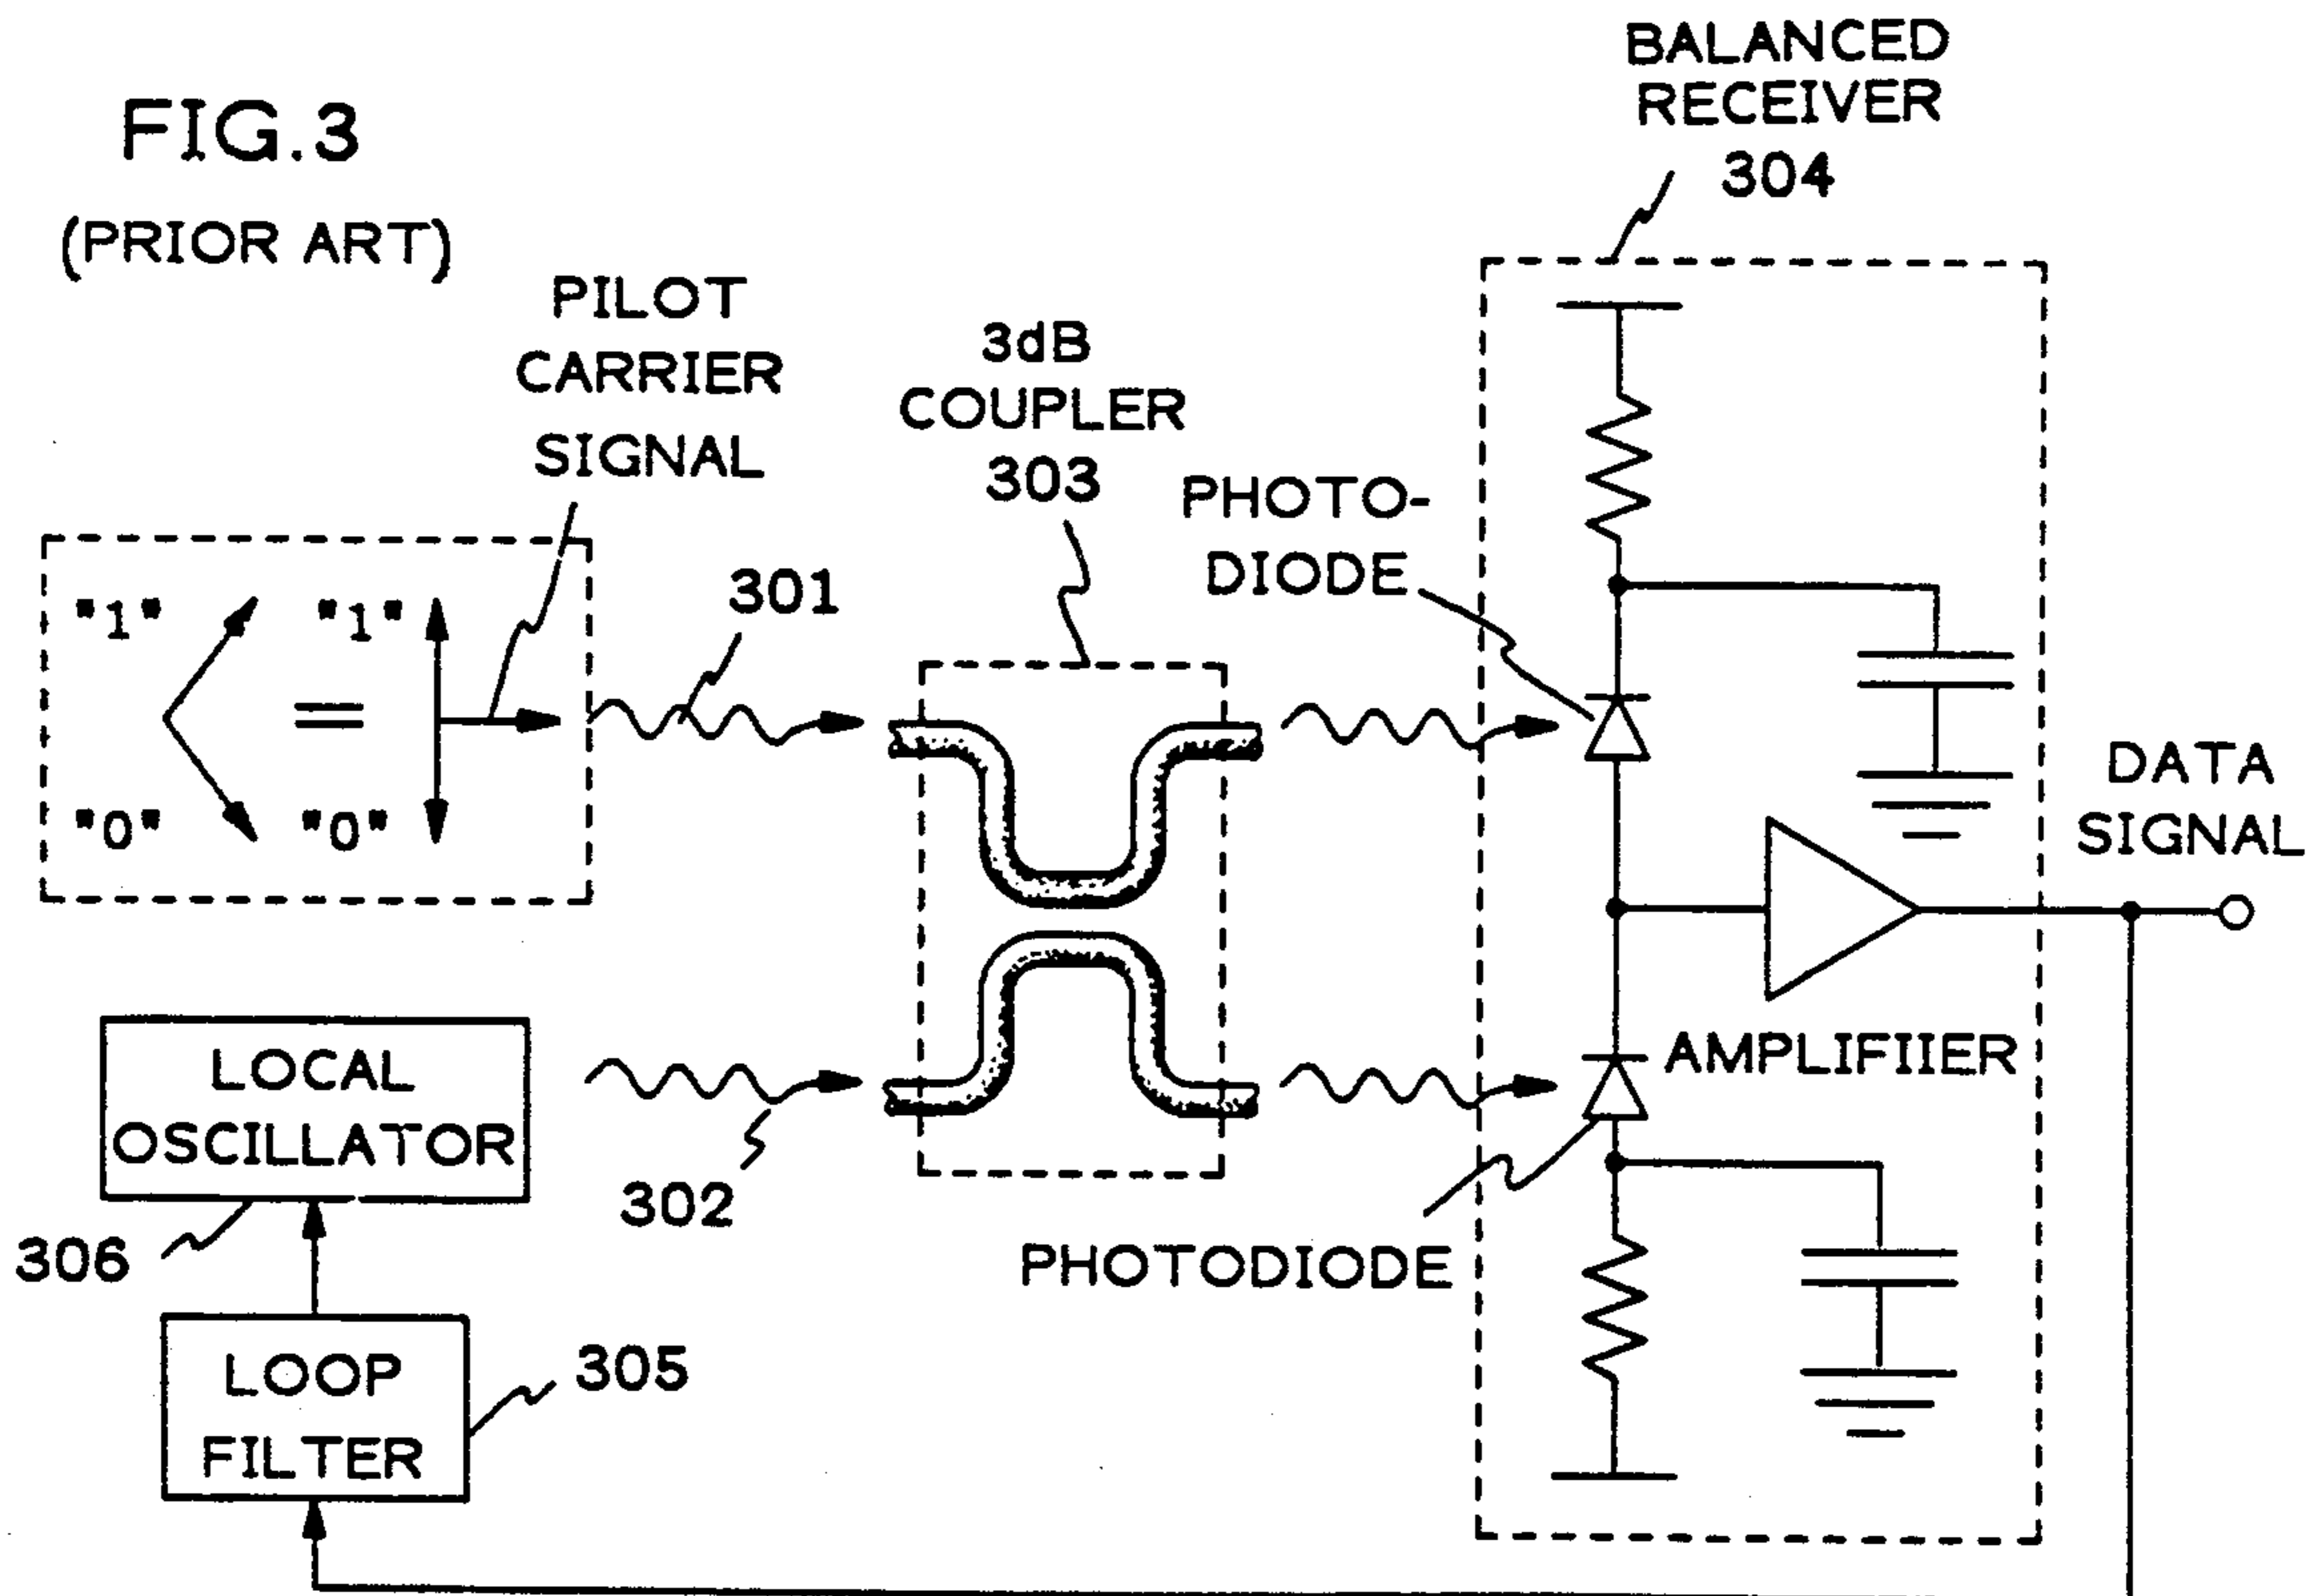 FIG.3
(PRIOR ART)
BALANCED
RECEIVER
304
PILOT
CARRIER
SIGNAL
3dB
COUPLER
303
PHOTO-
DIODE
"1"
"1"
=
"0"
"0"
301
DATA
SIGNAL
LOCAL
OSCILLATOR
302
306
AMPLIFIIER
PHOTODIODE
LOOP
FILTER
305